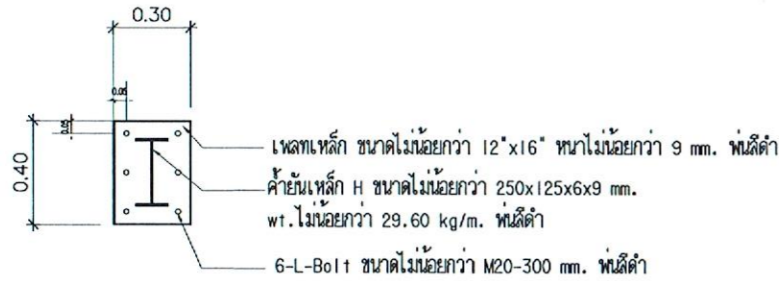 0.30
0.05
0.05
0.40
เพลทเหล็ก ขนาดไม่น้อยกว่า 12"x16" หนาไม่น้อยกว่า 9 mm. พ่นสีดำ
ค้ำยันเหล็ก H ขนาดไม่น้อยกว่า 250x125x6x9 mm.
wt.ไม่น้อยกว่า 29.60 kg/m. พ่นสีดำ
6-L-Bolt ขนาดไม่น้อยกว่า M20-300 mm. พ่นสีดำ